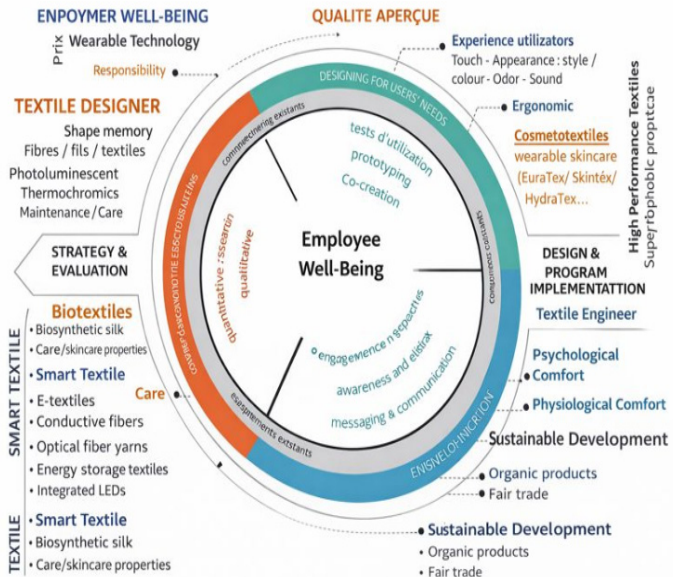 ENPOYMER WELL-BEING
Prix
Wearable Technology
Responsibility
QUALITE APERÇUE
Experience utilizators
Touch - Appearance : style /
colour - Odor - Sound
Ergonomic
Cosmetotextiles
wearable skincare
(EuraTex/ Skintéx/
HydraTex...
High Performance Textiles
TEXTILE DESIGNER
Shape memory
Fibres / fils / textiles
Photoluminescent
Thermochromics
Maintenance / Care
STRATEGY &
EVALUATION
DESIGNING FOR USERS' NEEDS
existants
tests d'utilization
prototyping
Co-creation
quantitative
qualitative
Employee
Well-Being
awareness and
messaging & communication
DESIGN &
PROGRAM
IMPLEMENTATTION
Textile Engineer
Psychological
Comfort
Physiological Comfort
Sustainable Development
• Organic products
• Fair trade
Biotextiles
• Biosynthetic silk
• Care/skincare properties
SMART TEXTILE
• Smart Textile
Care
• E-textiles
• Conductive fibers
• Optical fiber yarns
• Energy storage textiles
• Integrated LEDs
TEXTILE
• Smart Textile
• Biosynthetic silk
• Care/skincare properties
• Sustainable Development
• Organic products
• Fair trade